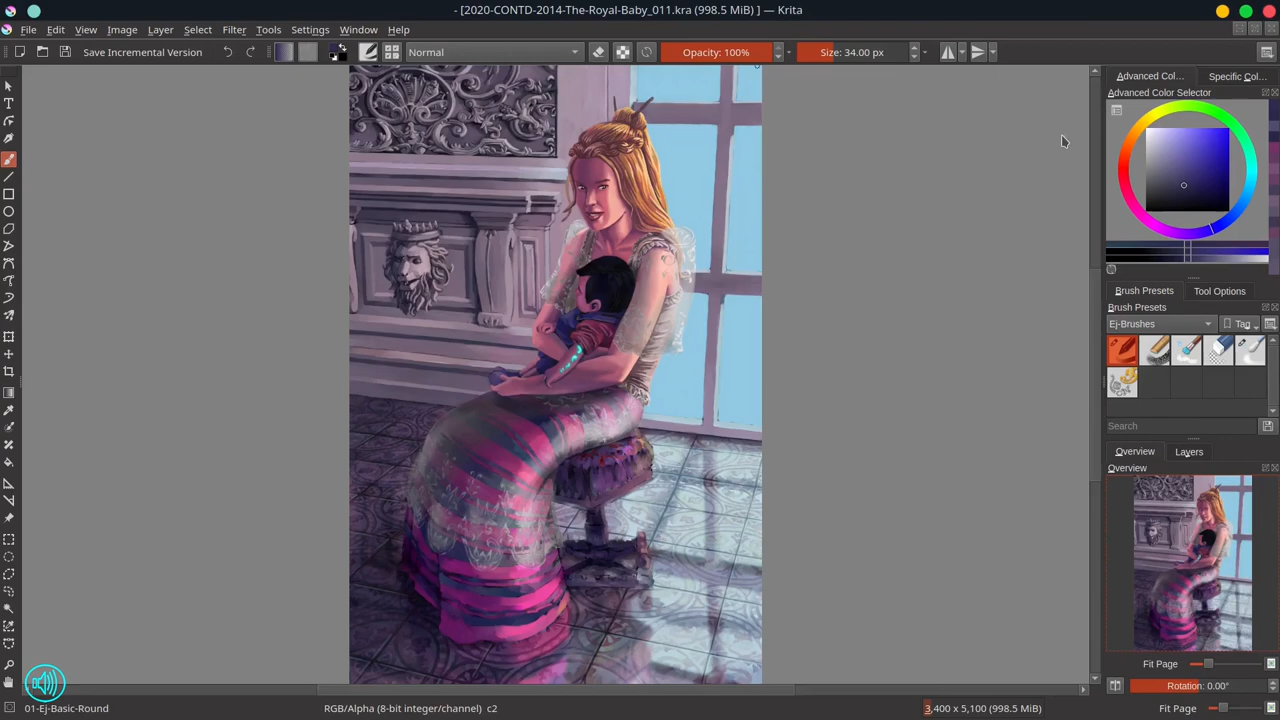 - [2020-CONTD-2014-The-Royal-Baby_011.kra (998.5 MiB) ] — Krita
File Edit View Image Layer Select Filter Tools Settings Window Help
Save Incremental Version Normal Opacity: 100% Size: 34.00 px
Advanced Col... Specific Col...
Advanced Color Selector
Brush Presets Tool Options
Brush Presets
Ej-Brushes Tag
Search
Overview Layers
Overview
Fit Page
Rotation: 0.00°
01-Ej-Basic-Round RGB/Alpha (8-bit integer/channel) c2 3,400 x 5,100 (998.5 MiB) Fit Page